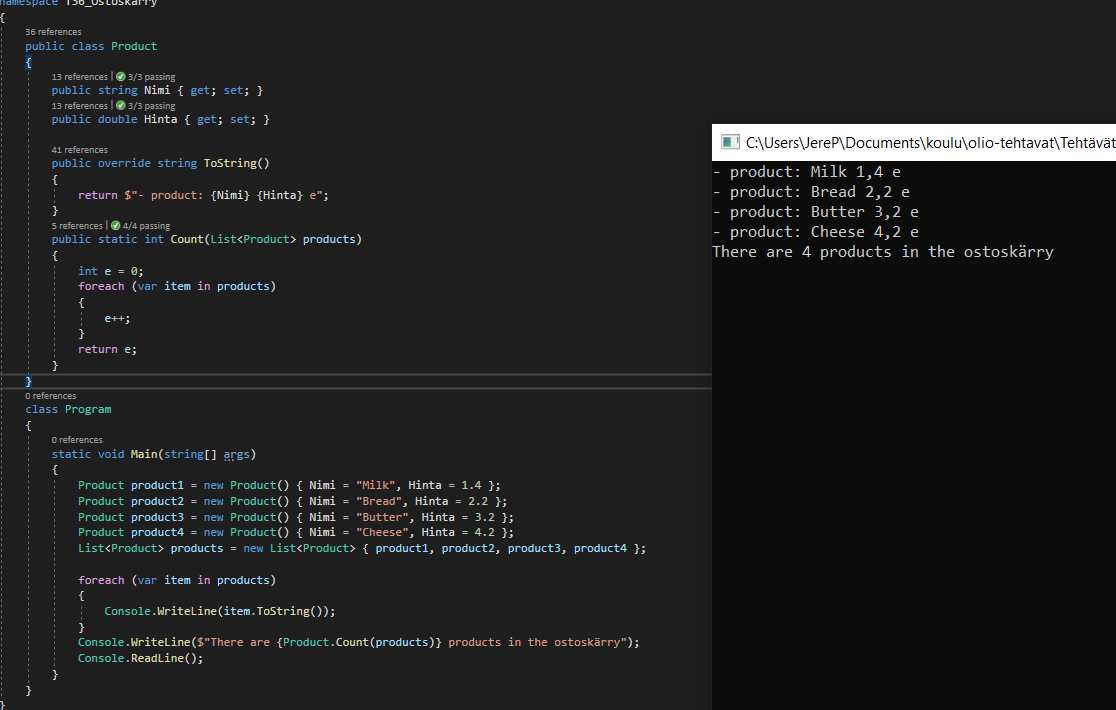 namespace T36_Ostoskärry
{
36 references
public class Product
{
13 references | 3/3 passing
public string Nimi { get; set; }
13 references | 3/3 passing
public double Hinta { get; set; }
41 references
public override string ToString()
{
return $"- product: {Nimi} {Hinta} e";
}
5 references | 4/4 passing
public static int Count(List<Product> products)
{
int e = 0;
foreach (var item in products)
{
e++;
}
return e;
}
}
0 references
class Program
{
0 references
static void Main(string[] args)
{
Product product1 = new Product() { Nimi = "Milk", Hinta = 1.4 };
Product product2 = new Product() { Nimi = "Bread", Hinta = 2.2 };
Product product3 = new Product() { Nimi = "Butter", Hinta = 3.2 };
Product product4 = new Product() { Nimi = "Cheese", Hinta = 4.2 };
List<Product> products = new List<Product> { product1, product2, product3, product4 };
foreach (var item in products)
{
Console.WriteLine(item.ToString());
}
Console.WriteLine($"There are {Product.Count(products)} products in the ostoskärry");
Console.ReadLine();
}
}
}
C:\Users\JereP\Documents\koulu\olio-tehtavat\Tehtävät
- product: Milk 1,4 e
- product: Bread 2,2 e
- product: Butter 3,2 e
- product: Cheese 4,2 e
There are 4 products in the ostoskärry